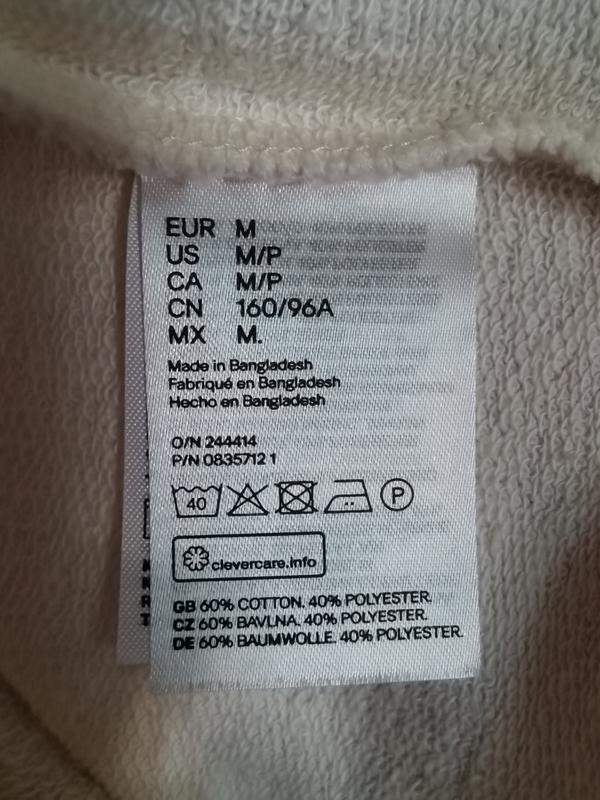 EUR M
US M/P
CA M/P
CN 160/96A
MX M.
Made in Bangladesh
Fabriqué en Bangladesh
Hecho en Bangladesh
O/N 244414
P/N 0835712 1
40
P
clevercare.info
GB 60% COTTON. 40% POLYESTER.
CZ 60% BAVLNA. 40% POLYESTER.
DE 60% BAUMWOLLE. 40% POLYESTER.